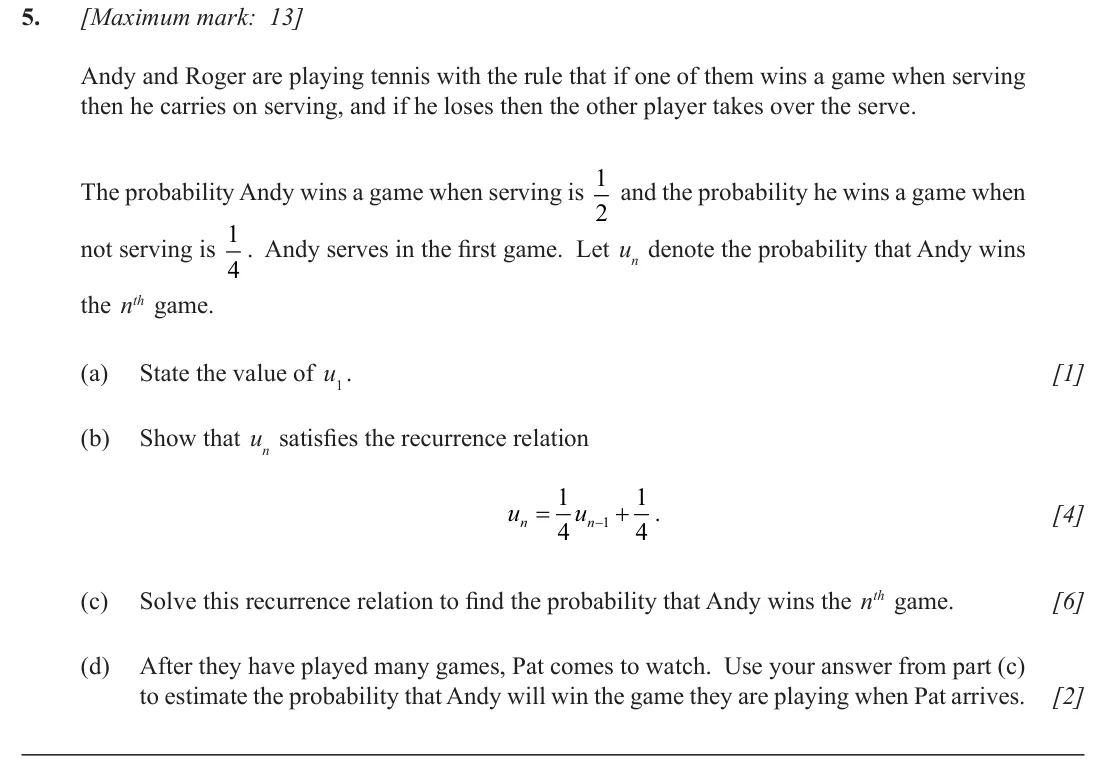 5. [Maximum mark: 13]
Andy and Roger are playing tennis with the rule that if one of them wins a game when serving
then he carries on serving, and if he loses then the other player takes over the serve.
The probability Andy wins a game when serving is 1/2 and the probability he wins a game when
not serving is 1/4 . Andy serves in the first game. Let u_n denote the probability that Andy wins
the n^th game.
(a) State the value of u_1 . [1]
(b) Show that u_n satisfies the recurrence relation
u_n = 1/4 u_{n–1} + 1/4 . [4]
(c) Solve this recurrence relation to find the probability that Andy wins the n^th game. [6]
(d) After they have played many games, Pat comes to watch. Use your answer from part (c)
to estimate the probability that Andy will win the game they are playing when Pat arrives. [2]